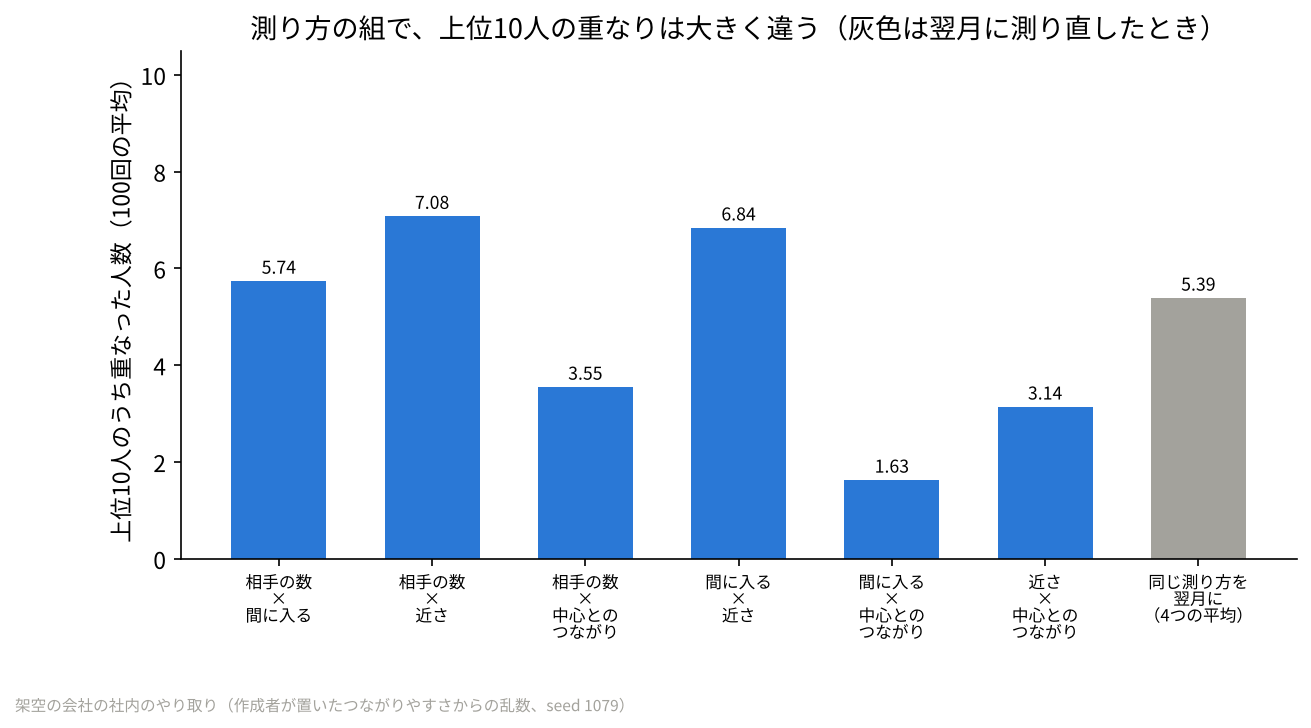 測り方の組で、上位10人の重なりは大きく違う（灰色は翌月に測り直したとき）
上位10人のうち重なった人数（100回の平均）
10
8
6
4
2
0
5.74
7.08
3.55
6.84
1.63
3.14
5.39
相手の数
×
間に入る
相手の数
×
近さ
相手の数
×
中心との
つながり
間に入る
×
近さ
間に入る
×
中心との
つながり
近さ
×
中心との
つながり
同じ測り方を
翌月に
（4つの平均）
架空の会社の社内のやり取り（作成者が置いたつながりやすさからの乱数、seed 1079）